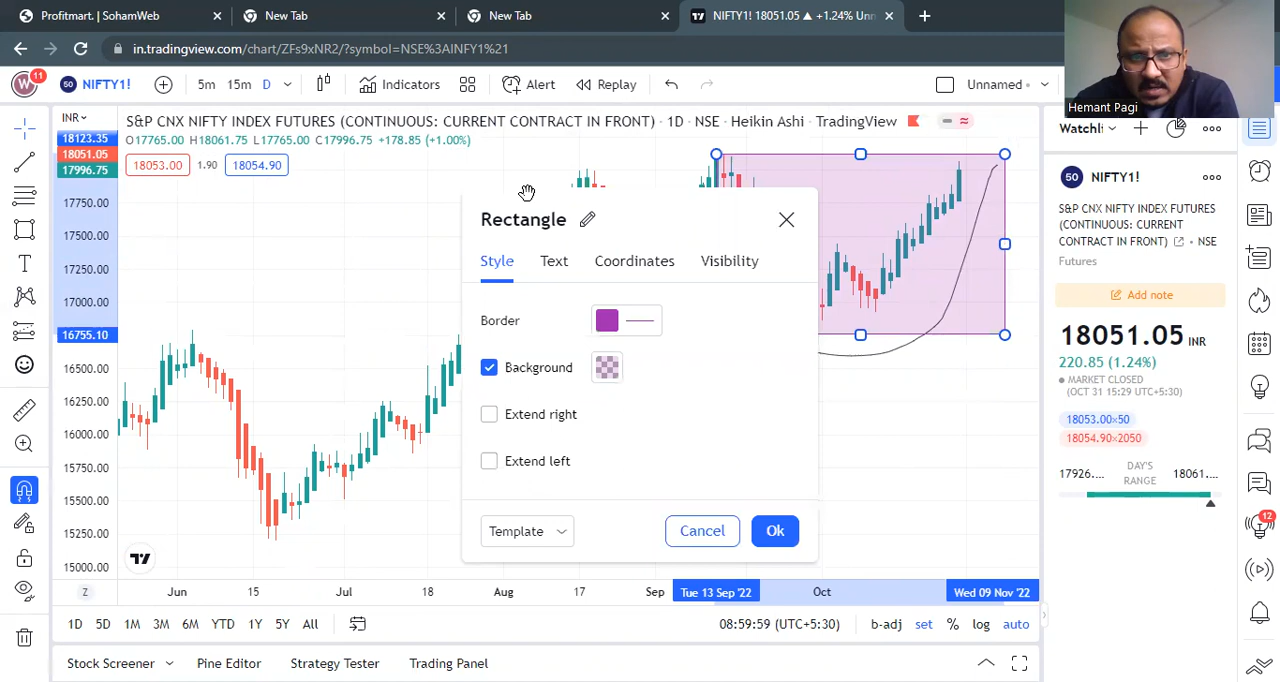 Profitmart. | SohamWeb
New Tab
New Tab
NIFTY1! 18051.05 ▲ +1.24% Unn
in.tradingview.com/chart/ZFs9xNR2/?symbol=NSE%3AINFY1%21
W 11
50 NIFTY1!
5m 15m D
Indicators
Alert
Replay
Unnamed
Hemant Pagi
INR
S&P CNX NIFTY INDEX FUTURES (CONTINUOUS: CURRENT CONTRACT IN FRONT) · 1D · NSE · Heikin Ashi · TradingView
O17765.00 H18061.75 L17765.00 C17996.75 +178.85 (+1.00%)
18053.00 1.90 18054.90
18123.35
18051.05
17996.75
17750.00
17500.00
17250.00
17000.00
16755.10
16500.00
16250.00
16000.00
15750.00
15500.00
15250.00
15000.00
Rectangle
Style Text Coordinates Visibility
Border
Background
Extend right
Extend left
Template Cancel Ok
Z Jun 15 Jul 18 Aug 17 Sep Tue 13 Sep '22 Oct Wed 09 Nov '22
1D 5D 1M 3M 6M YTD 1Y 5Y All
08:59:59 (UTC+5:30) b-adj set % log auto
Stock Screener Pine Editor Strategy Tester Trading Panel
Watchli
50 NIFTY1!
S&P CNX NIFTY INDEX FUTURES
(CONTINUOUS: CURRENT
CONTRACT IN FRONT) • NSE
Futures
Add note
18051.05 INR
220.85 (1.24%)
MARKET CLOSED
(OCT 31 15:29 UTC+5:30)
18053.00×50
18054.90×2050
17926.... DAY'S RANGE 18061....
12